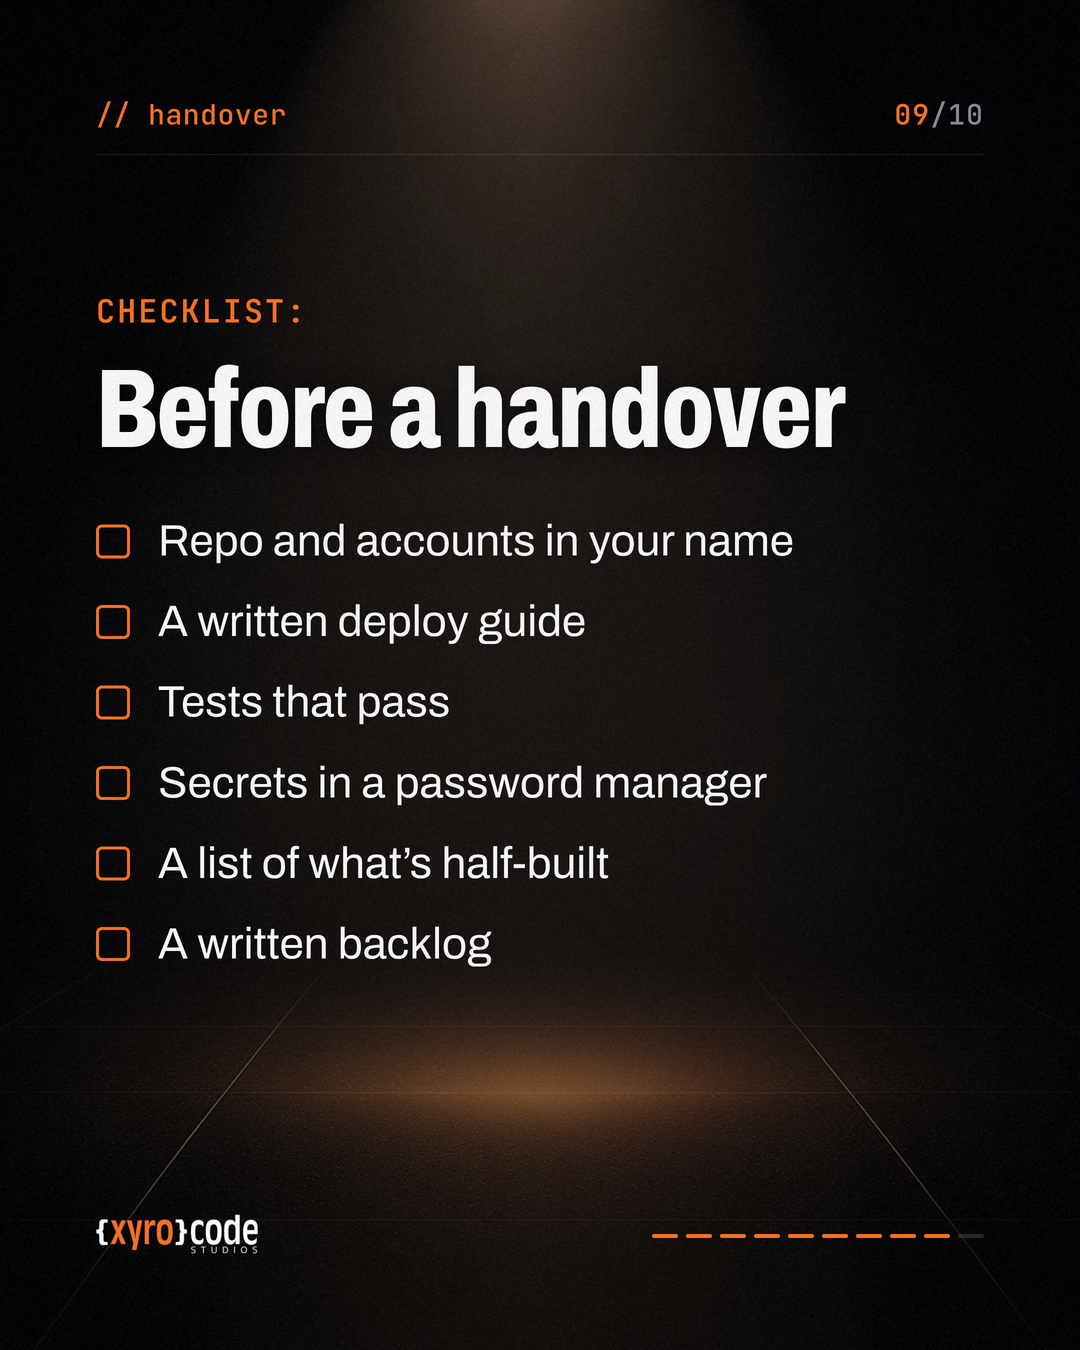 // handover
09/10
CHECKLIST:
Before a handover
Repo and accounts in your name
A written deploy guide
Tests that pass
Secrets in a password manager
A list of what’s half-built
A written backlog
{xyro}code
STUDIOS